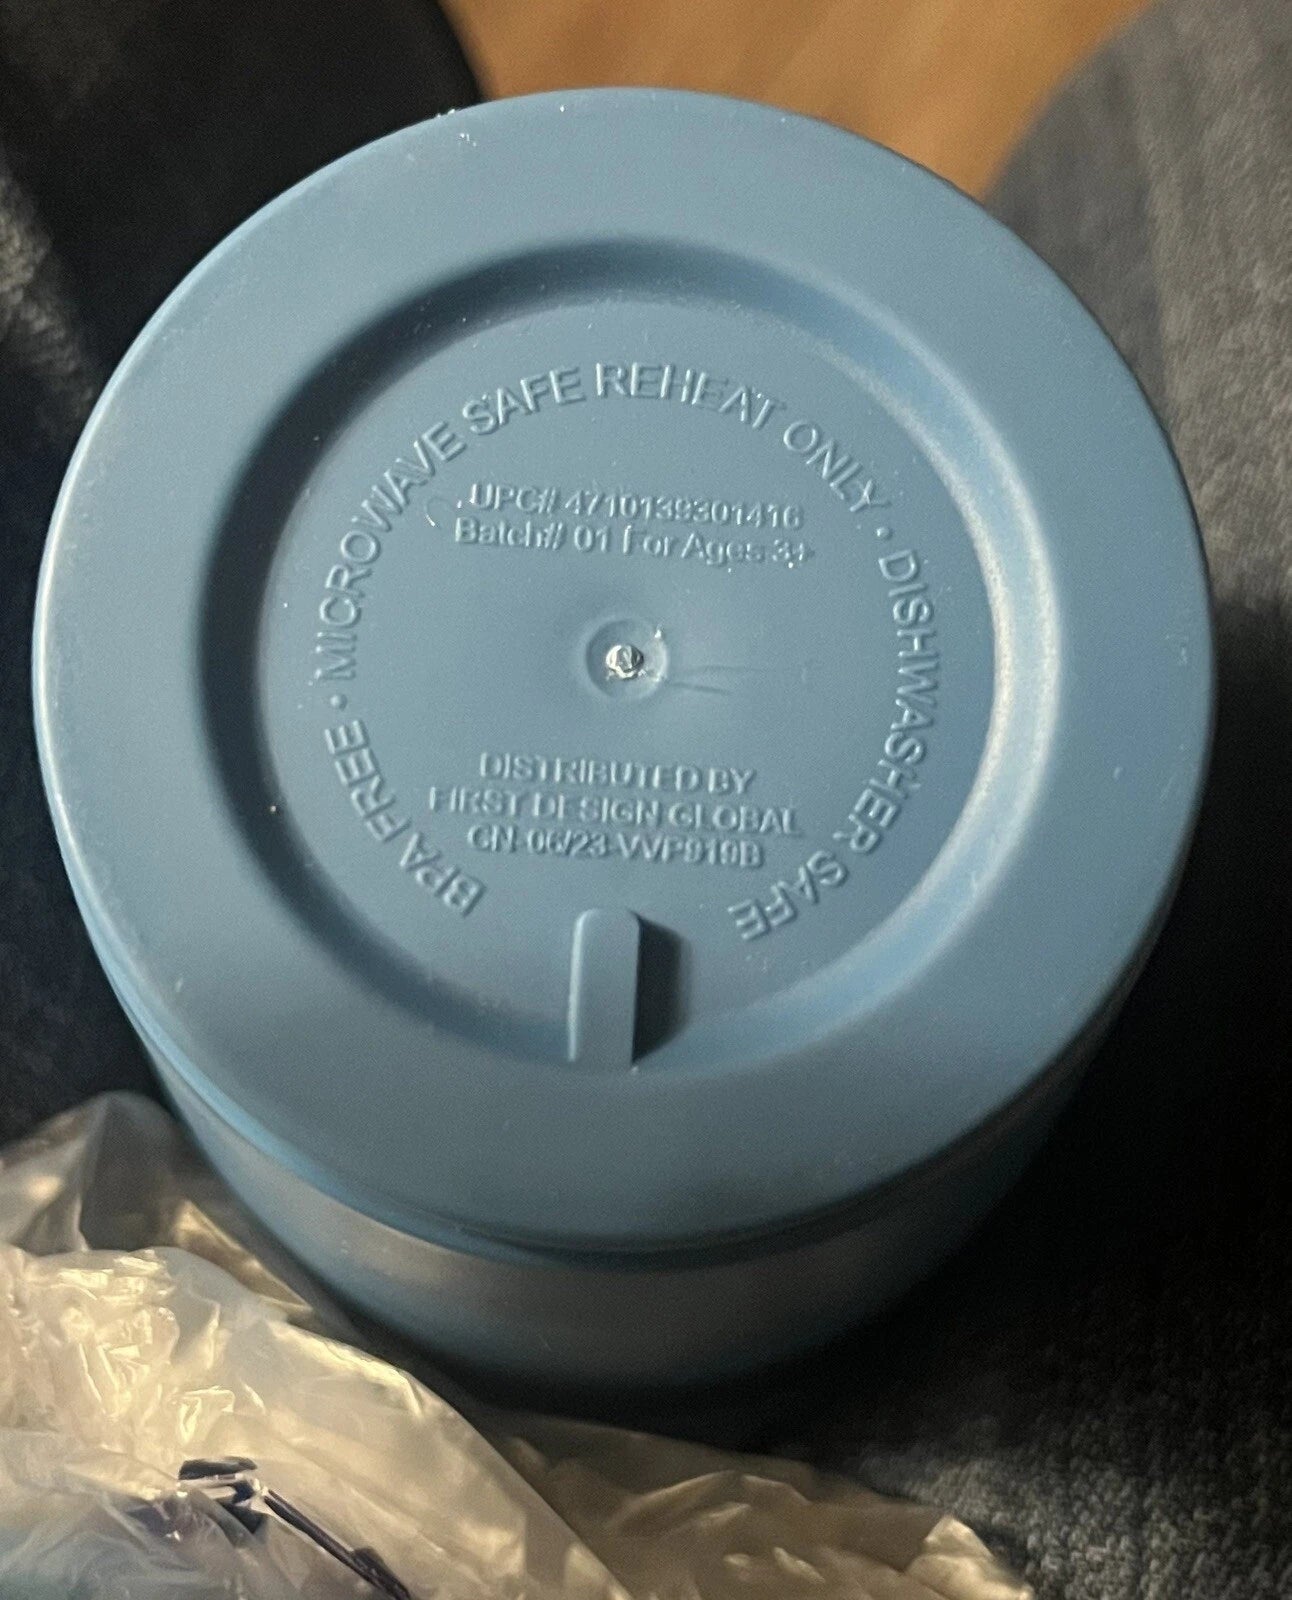 BPA FREE • MICROWAVE SAFE REHEAT ONLY • DISHWASHER SAFE
UPC# 4710139301416
Batch# 01 For Ages 3+
DISTRIBUTED BY
FIRST DESIGN GLOBAL
CN-06/23-VVP919B